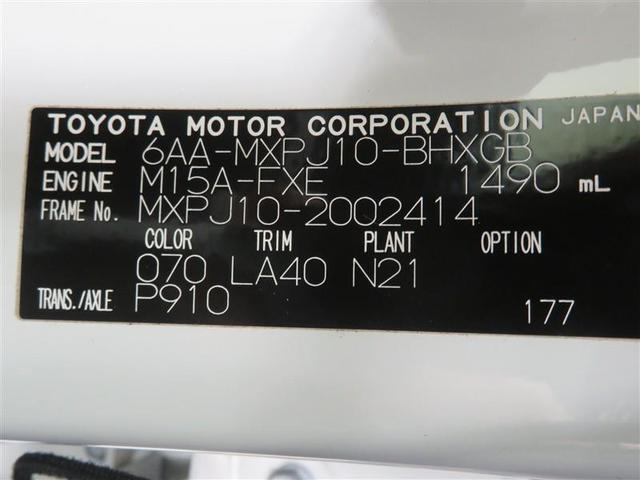 TOYOTA MOTOR CORPORATION JAPAN
MODEL 6AA-MXPJ10-BHXGB
ENGINE M15A-FXE 1490 mL
FRAME No. MXPJ10-2002414
COLOR TRIM PLANT OPTION
070 LA40 N21
TRANS./AXLE P910
177